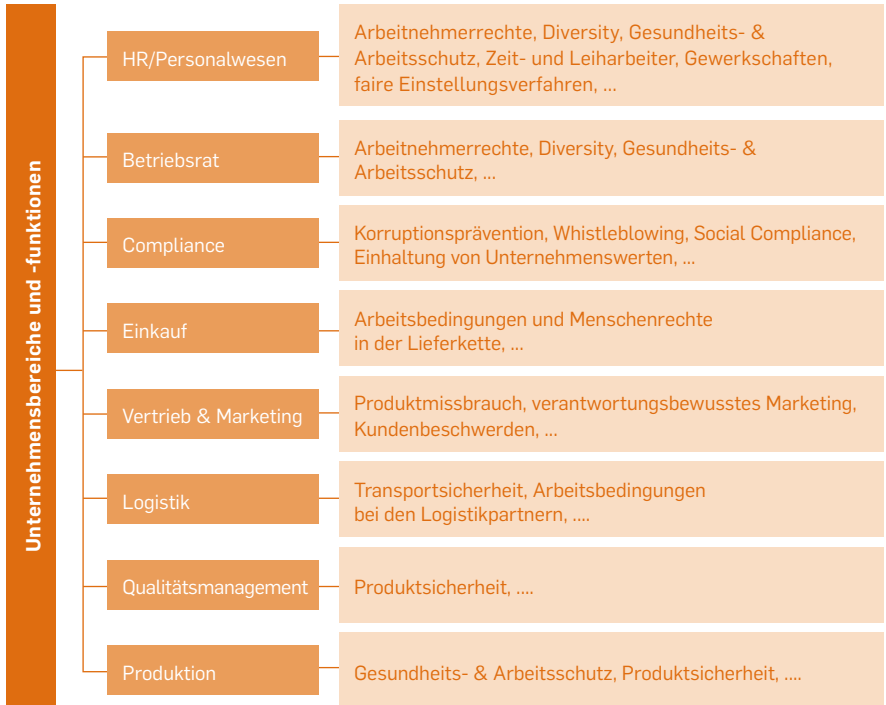 Unternehmensbereiche und -funktionen
HR/Personalwesen
Arbeitnehmerrechte, Diversity, Gesundheits- &
Arbeitsschutz, Zeit- und Leiharbeiter, Gewerkschaften,
faire Einstellungsverfahren, ...
Betriebsrat
Arbeitnehmerrechte, Diversity, Gesundheits- &
Arbeitsschutz, ...
Compliance
Korruptionsprävention, Whistleblowing, Social Compliance,
Einhaltung von Unternehmenswerten, ...
Einkauf
Arbeitsbedingungen und Menschenrechte
in der Lieferkette, ...
Vertrieb & Marketing
Produktmissbrauch, verantwortungsbewusstes Marketing,
Kundenbeschwerden, ...
Logistik
Transportsicherheit, Arbeitsbedingungen
bei den Logistikpartnern, ....
Qualitätsmanagement
Produktsicherheit, ....
Produktion
Gesundheits- & Arbeitsschutz, Produktsicherheit, ....